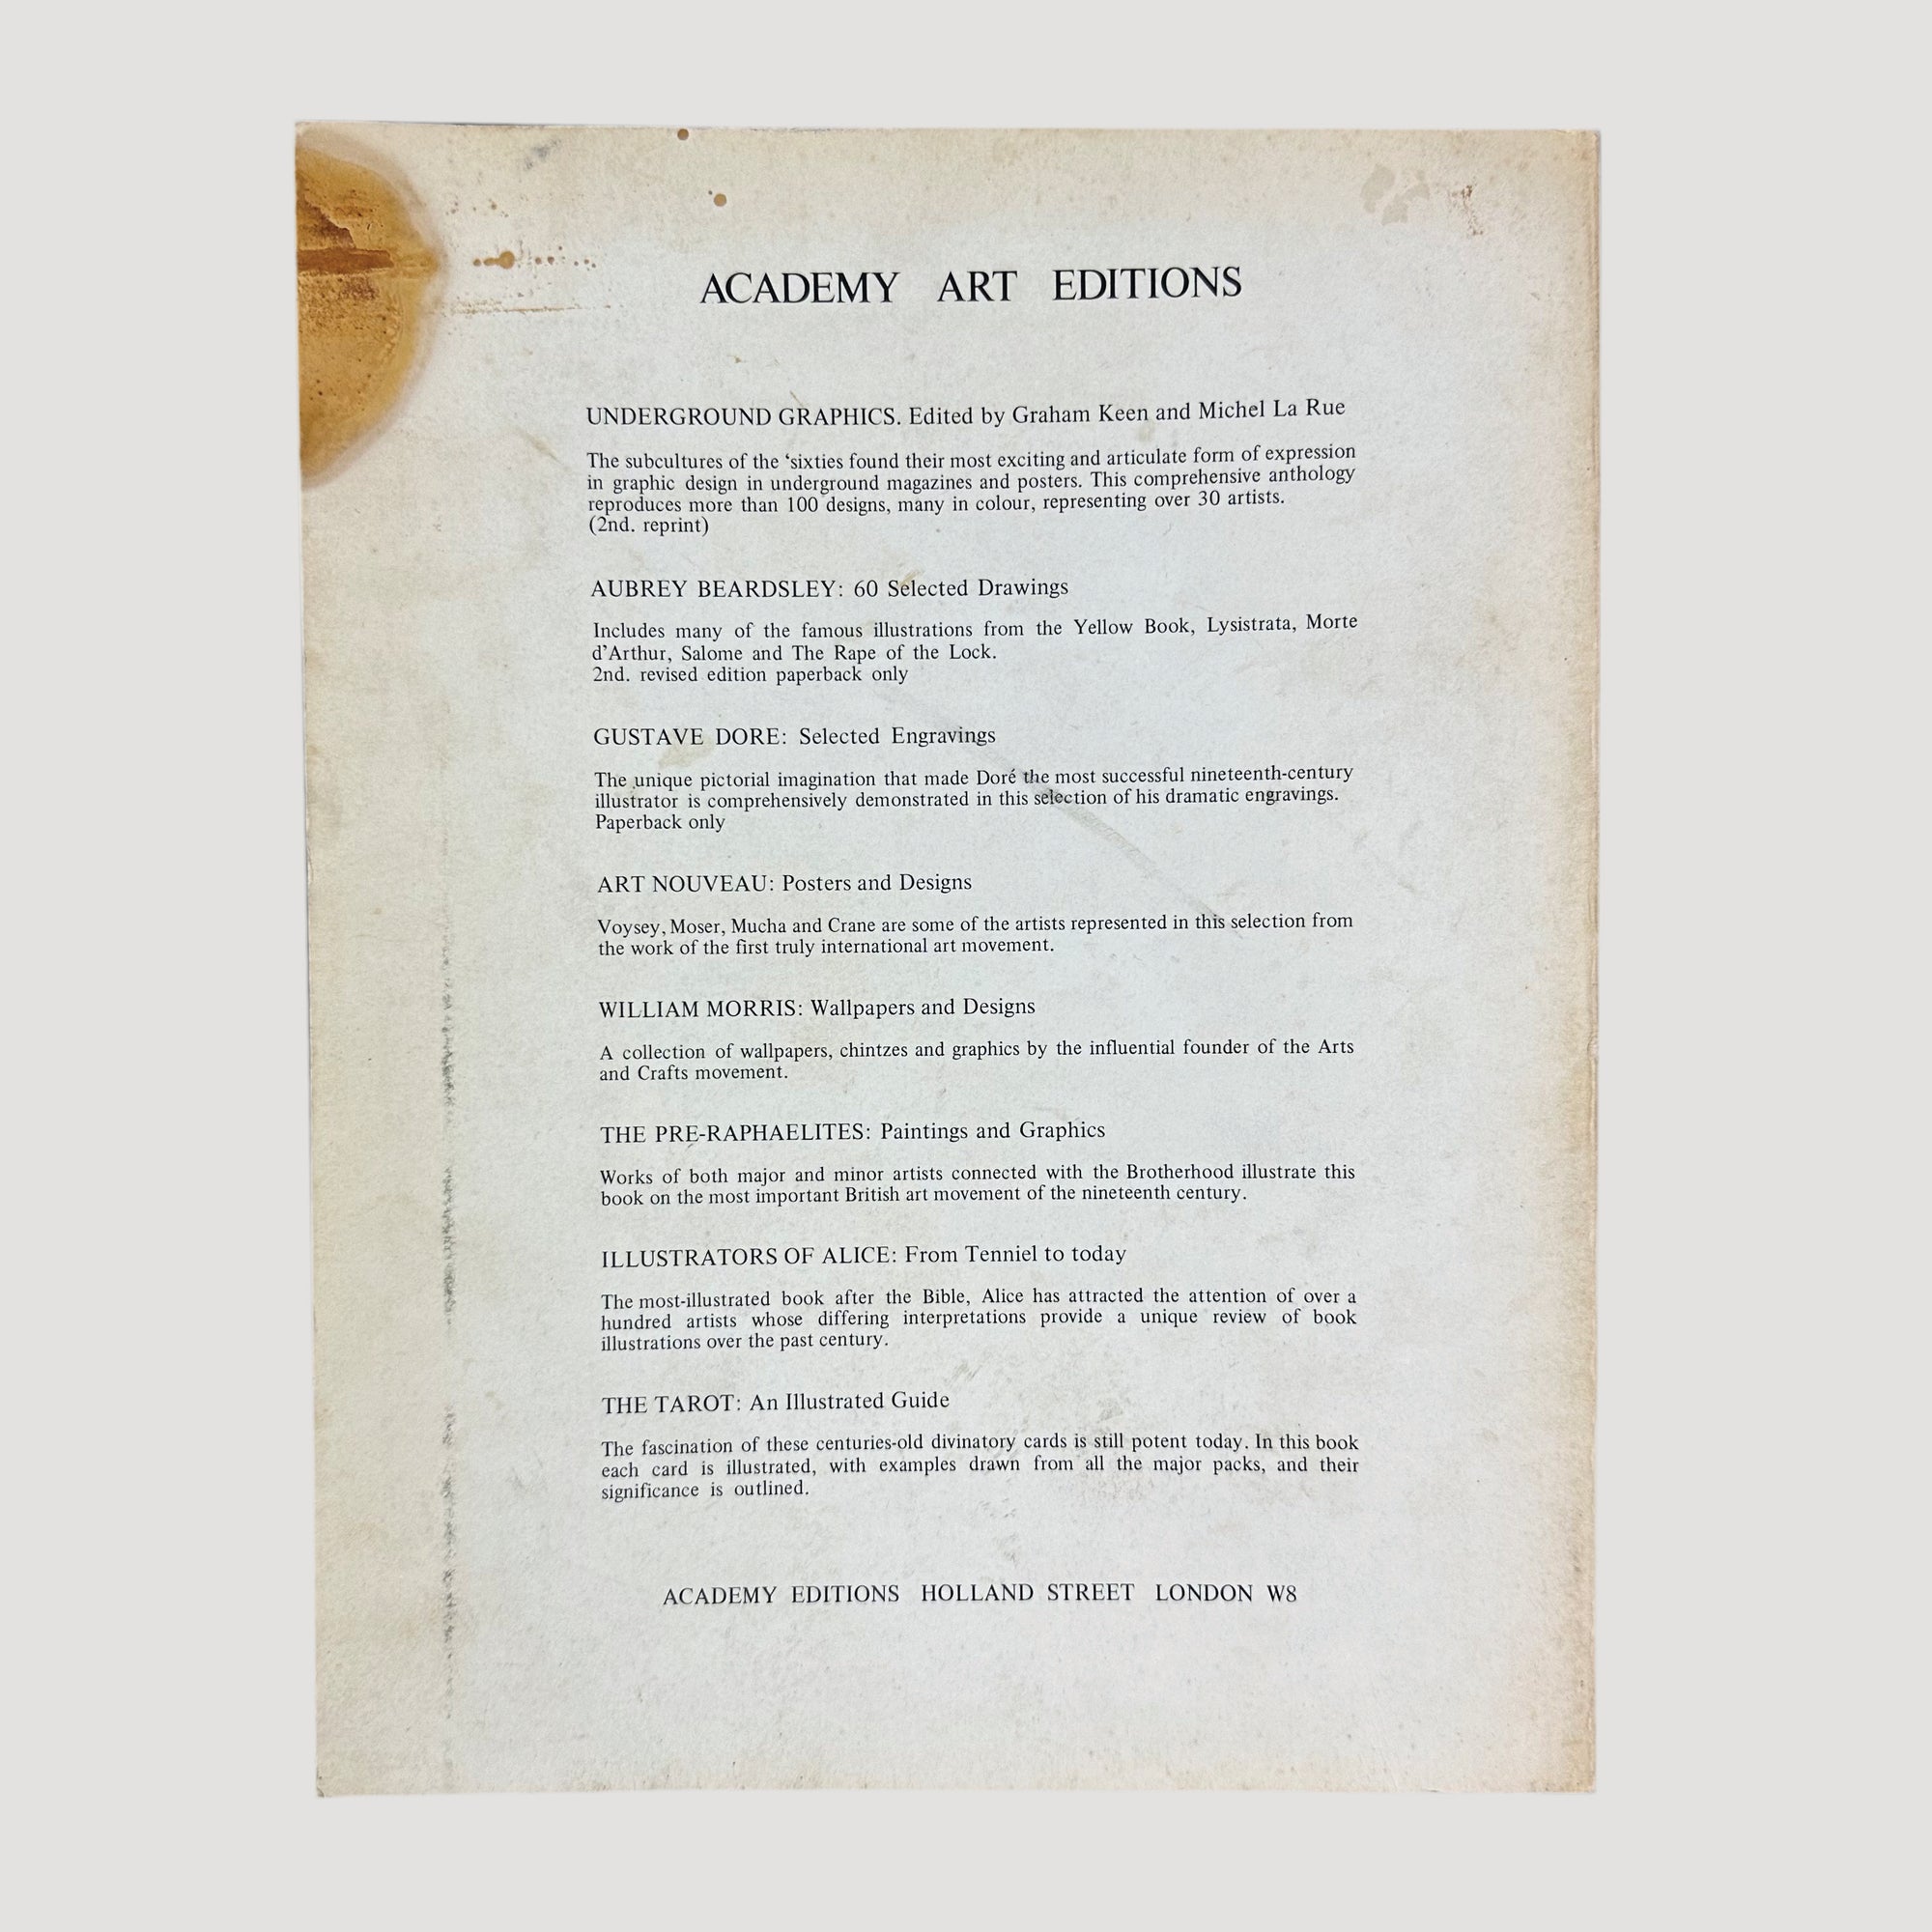 ACADEMY ART EDITIONS
UNDERGROUND GRAPHICS. Edited by Graham Keen and Michel La Rue
The subcultures of the ‘sixties found their most exciting and articulate form of expression
in graphic design in underground magazines and posters. This comprehensive anthology
reproduces more than 100 designs, many in colour, representing over 30 artists.
(2nd. reprint)
AUBREY BEARDSLEY: 60 Selected Drawings
Includes many of the famous illustrations from the Yellow Book, Lysistrata, Morte
d’Arthur, Salome and The Rape of the Lock.
2nd. revised edition paperback only
GUSTAVE DORE: Selected Engravings
The unique pictorial imagination that made Doré the most successful nineteenth-century
illustrator is comprehensively demonstrated in this selection of his dramatic engravings.
Paperback only
ART NOUVEAU: Posters and Designs
Voysey, Moser, Mucha and Crane are some of the artists represented in this selection from
the work of the first truly international art movement.
WILLIAM MORRIS: Wallpapers and Designs
A collection of wallpapers, chintzes and graphics by the influential founder of the Arts
and Crafts movement.
THE PRE-RAPHAELITES: Paintings and Graphics
Works of both major and minor artists connected with the Brotherhood illustrate this
book on the most important British art movement of the nineteenth century.
ILLUSTRATORS OF ALICE: From Tenniel to today
The most-illustrated book after the Bible, Alice has attracted the attention of over a
hundred artists whose differing interpretations provide a unique review of book
illustrations over the past century.
THE TAROT: An Illustrated Guide
The fascination of these centuries-old divinatory cards is still potent today. In this book
each card is illustrated, with examples drawn from all the major packs, and their
significance is outlined.
ACADEMY EDITIONS HOLLAND STREET LONDON W8